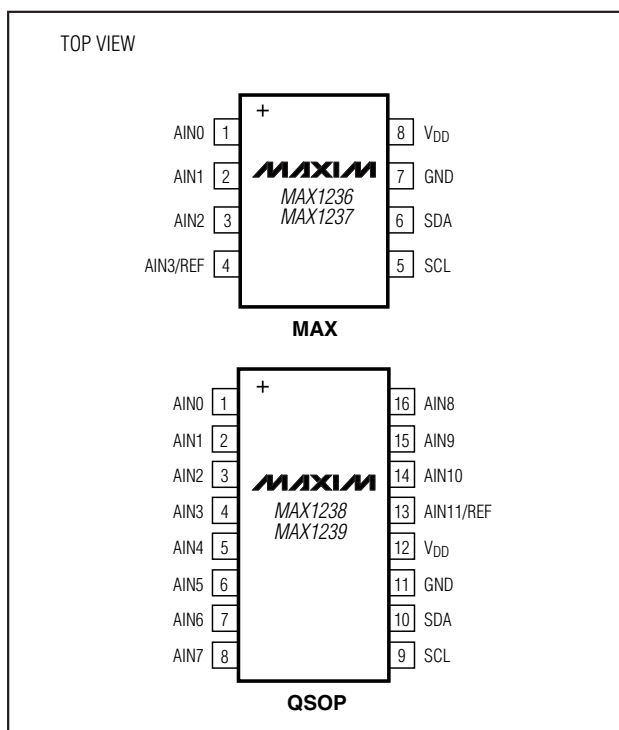 TOP VIEW
+
AIN0 1 8 VDD
AIN1 2 MAXIM 7 GND
MAX1236
MAX1237
AIN2 3 6 SDA
AIN3/REF 4 5 SCL
MAX
+
AIN0 1 16 AIN8
AIN1 2 15 AIN9
AIN2 3 MAXIM 14 AIN10
AIN3 4 MAX1238 13 AIN11/REF
MAX1239
AIN4 5 12 VDD
AIN5 6 11 GND
AIN6 7 10 SDA
AIN7 8 9 SCL
QSOP